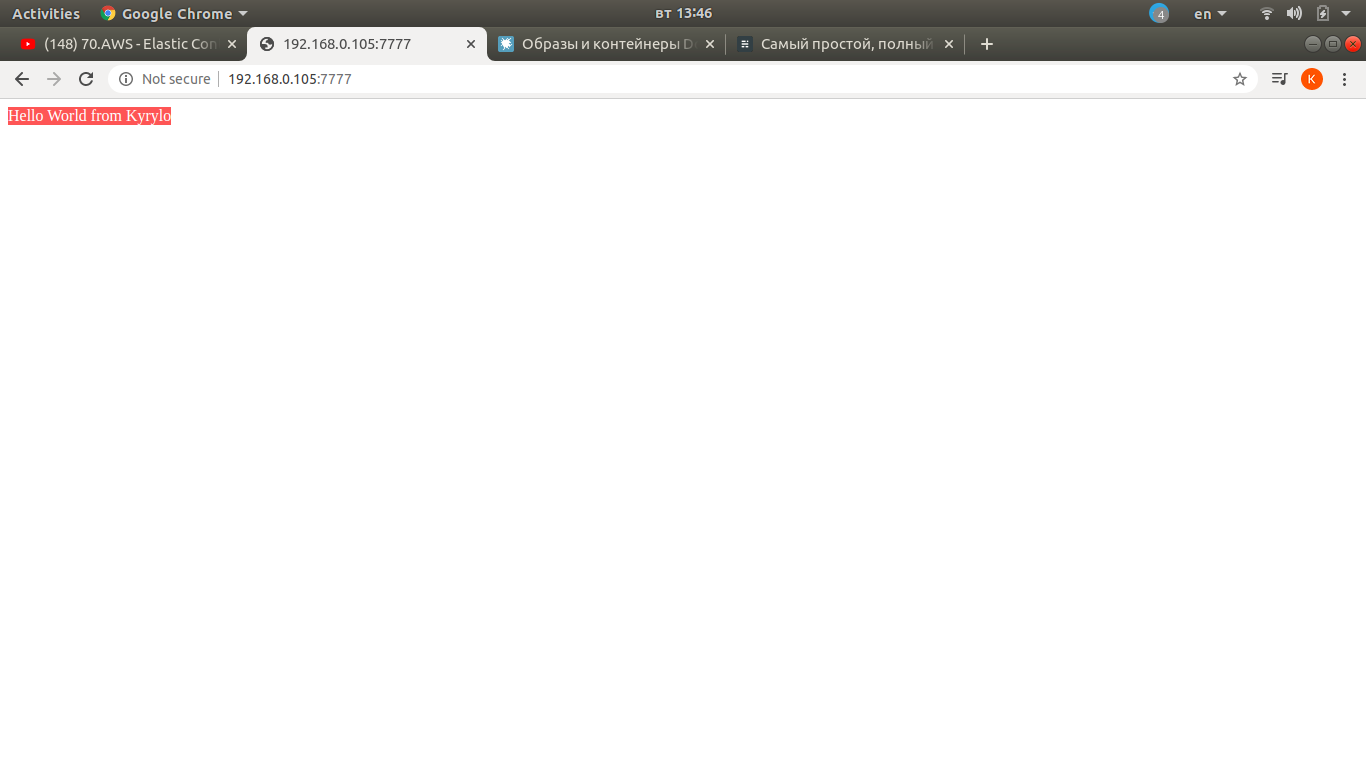 Activities Google Chrome вт 13:46 4 en
(148) 70.AWS - Elastic Con 192.168.0.105:7777 Образы и контейнеры Самый простой, полный
Not secure 192.168.0.105:7777 K
Hello World from Kyrylo